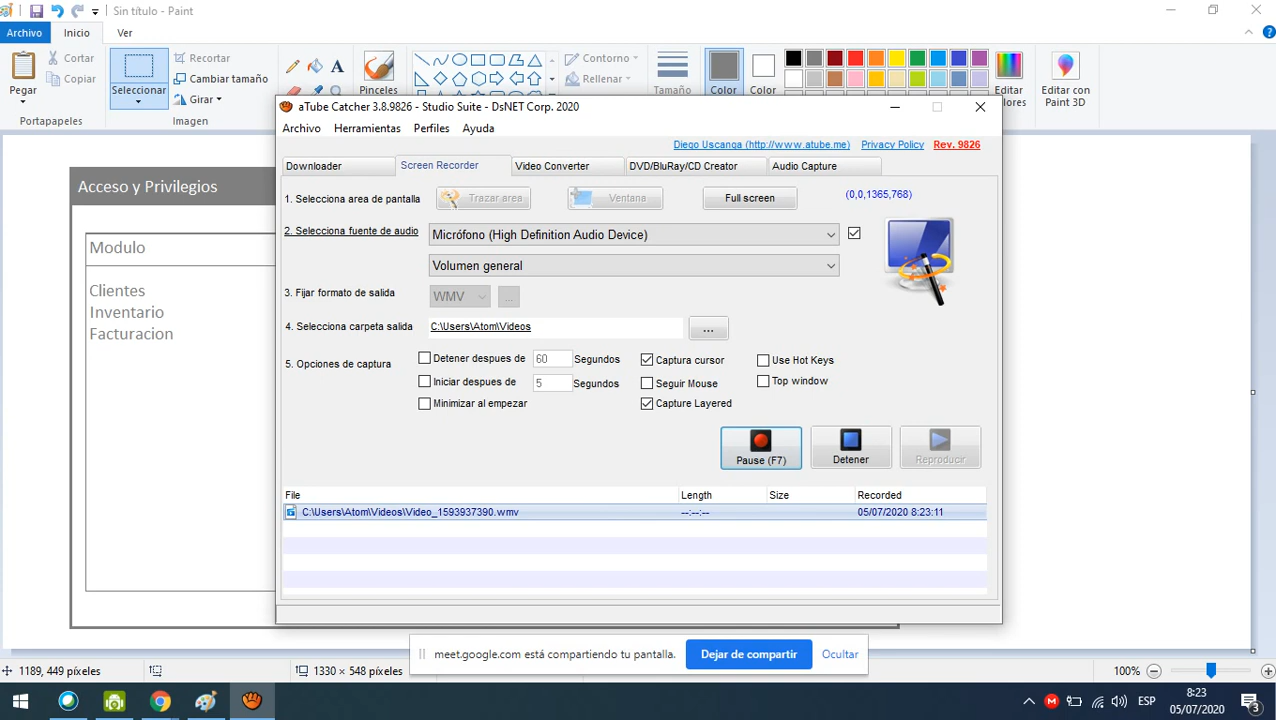 Sin título - Paint
Archivo
Inicio
Ver
Pegar
Cortar
Copiar
Portapapeles
Seleccionar
Recortar
Cambiar tamaño
Girar
Imagen
Pinceles
Contorno
Rellenar
Tamaño
Color
Color
Editar
olores
Editar con
Paint 3D
Acceso y Privilegios
Modulo
Clientes
Inventario
Facturacion
aTube Catcher 3.8.9826 - Studio Suite - DsNET Corp. 2020
Archivo Herramientas Perfiles Ayuda
Diego Uscanga (http://www.atube.me) Privacy Policy Rev. 9826
Downloader Screen Recorder Video Converter DVD/BluRay/CD Creator Audio Capture
1. Selecciona area de pantalla Trazar area Ventana Full screen (0,0,1365,768)
2. Selecciona fuente de audio Micrófono (High Definition Audio Device)
Volumen general
3. Fijar formato de salida WMV ...
4. Selecciona carpeta salida C:\Users\Atom\Videos ...
5. Opciones de captura
Detener despues de 60 Segundos
Iniciar despues de 5 Segundos
Minimizar al empezar
Captura cursor
Seguir Mouse
Capture Layered
Use Hot Keys
Top window
Pause (F7) Detener Reproducir
File Length Size Recorded
C:\Users\Atom\Videos\Video_1593937390.wmv --:--:-- 05/07/2020 8:23:11
meet.google.com está compartiendo tu pantalla. Dejar de compartir Ocultar
1189, 449 píxeles 1330 × 548 píxeles 100%
ESP
8:23
05/07/2020
3